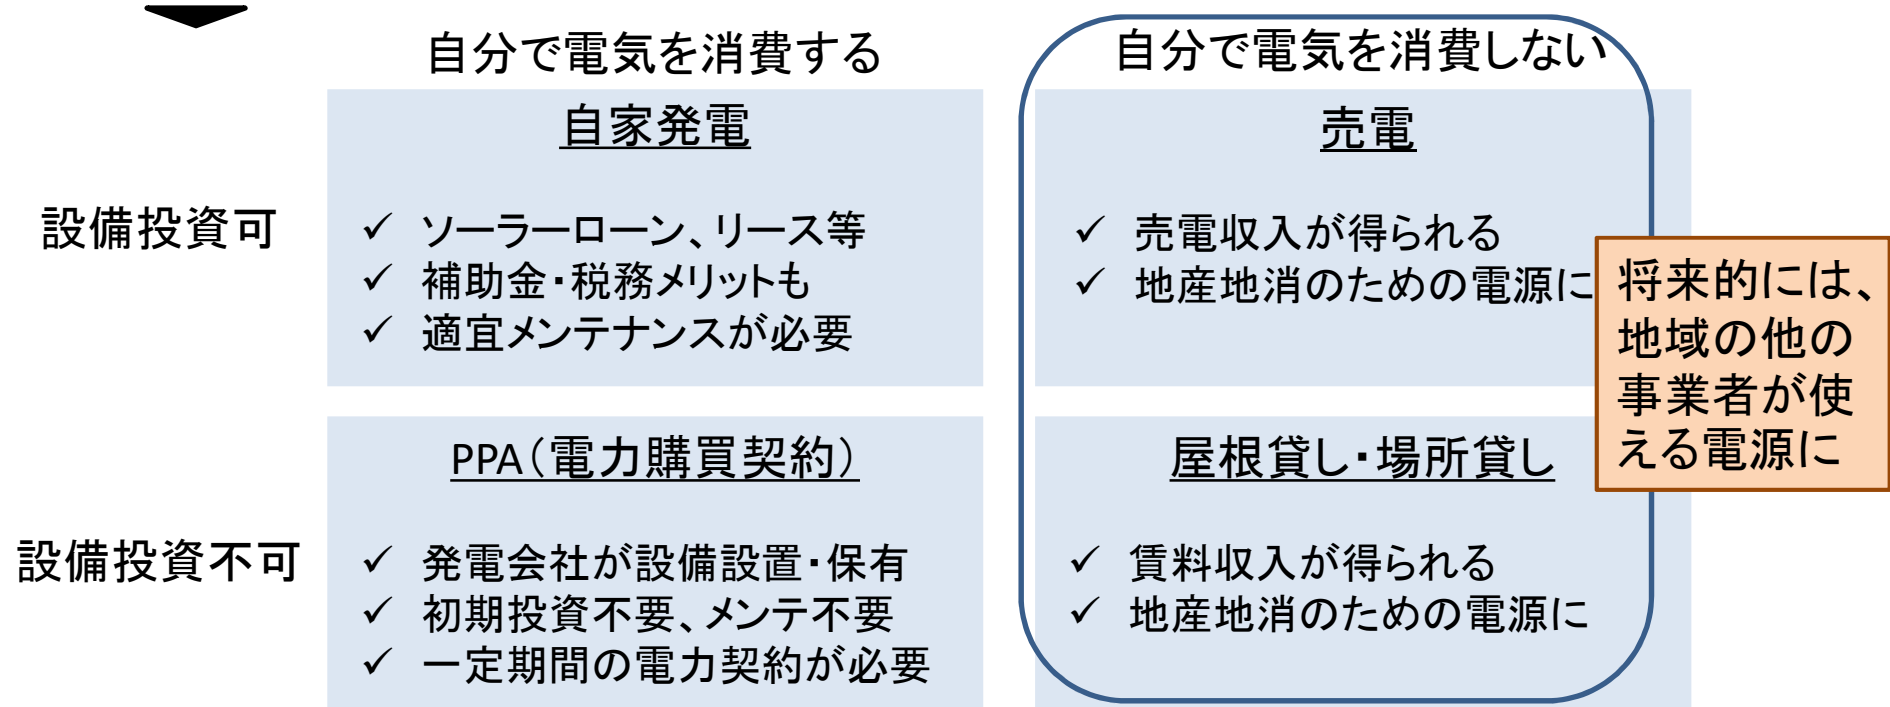 自分で電気を消費する
自分で電気を消費しない
設備投資可
自家発電
✓ ソーラーローン、リース等
✓ 補助金・税務メリットも
✓ 適宜メンテナンスが必要
売電
✓ 売電収入が得られる
✓ 地産地消のための電源に
将来的には、
地域の他の
事業者が使
える電源に
設備投資不可
PPA（電力購買契約）
✓ 発電会社が設備設置・保有
✓ 初期投資不要、メンテ不要
✓ 一定期間の電力契約が必要
屋根貸し・場所貸し
✓ 賃料収入が得られる
✓ 地産地消のための電源に